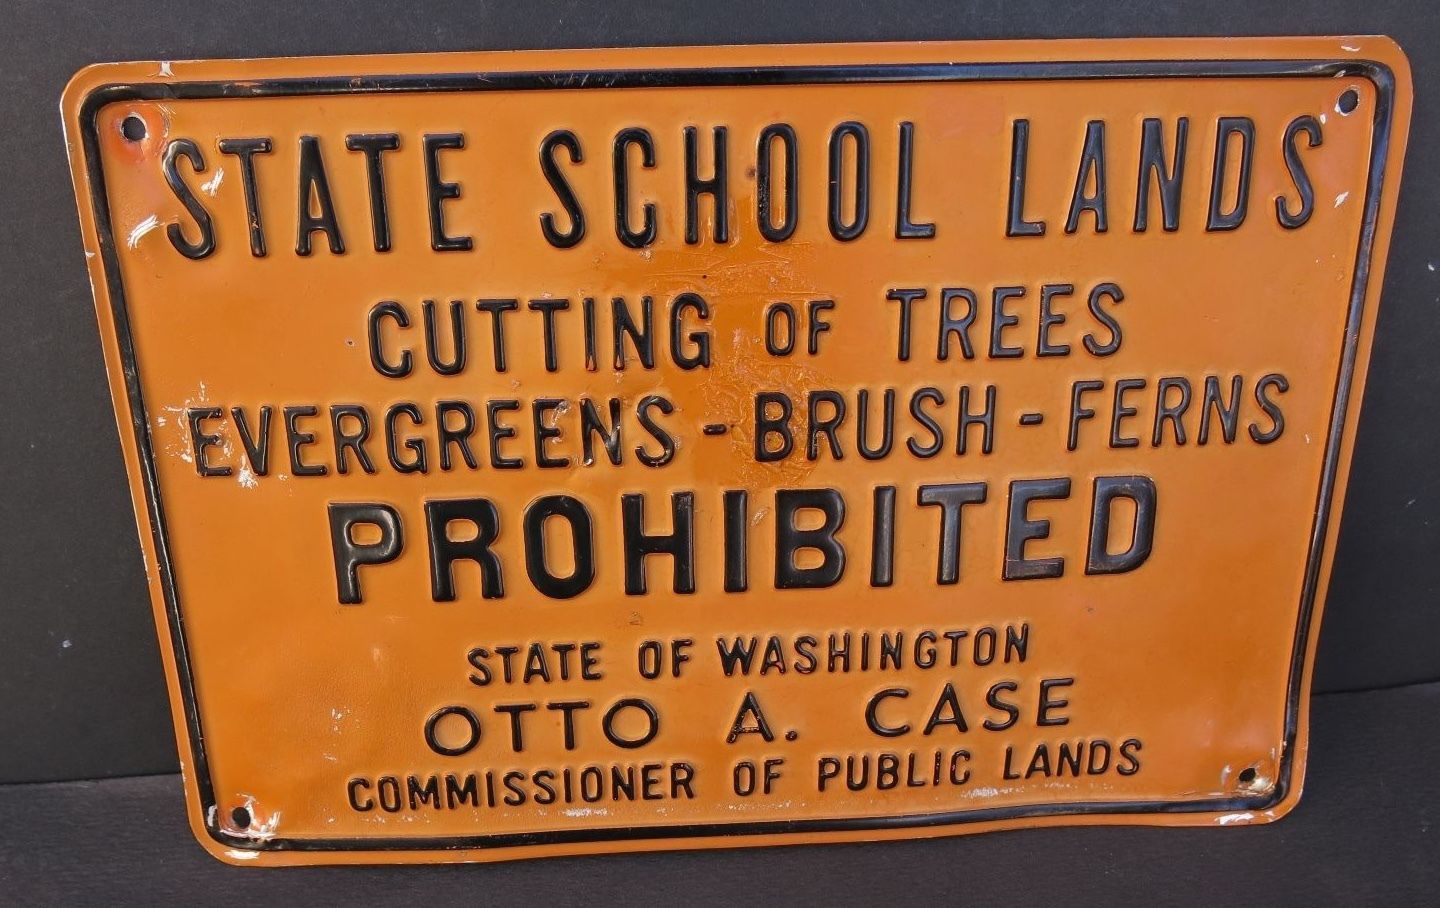 STATE SCHOOL LANDS
CUTTING OF TREES
EVERGREENS - BRUSH - FERNS
PROHIBITED
STATE OF WASHINGTON
OTTO A. CASE
COMMISSIONER OF PUBLIC LANDS